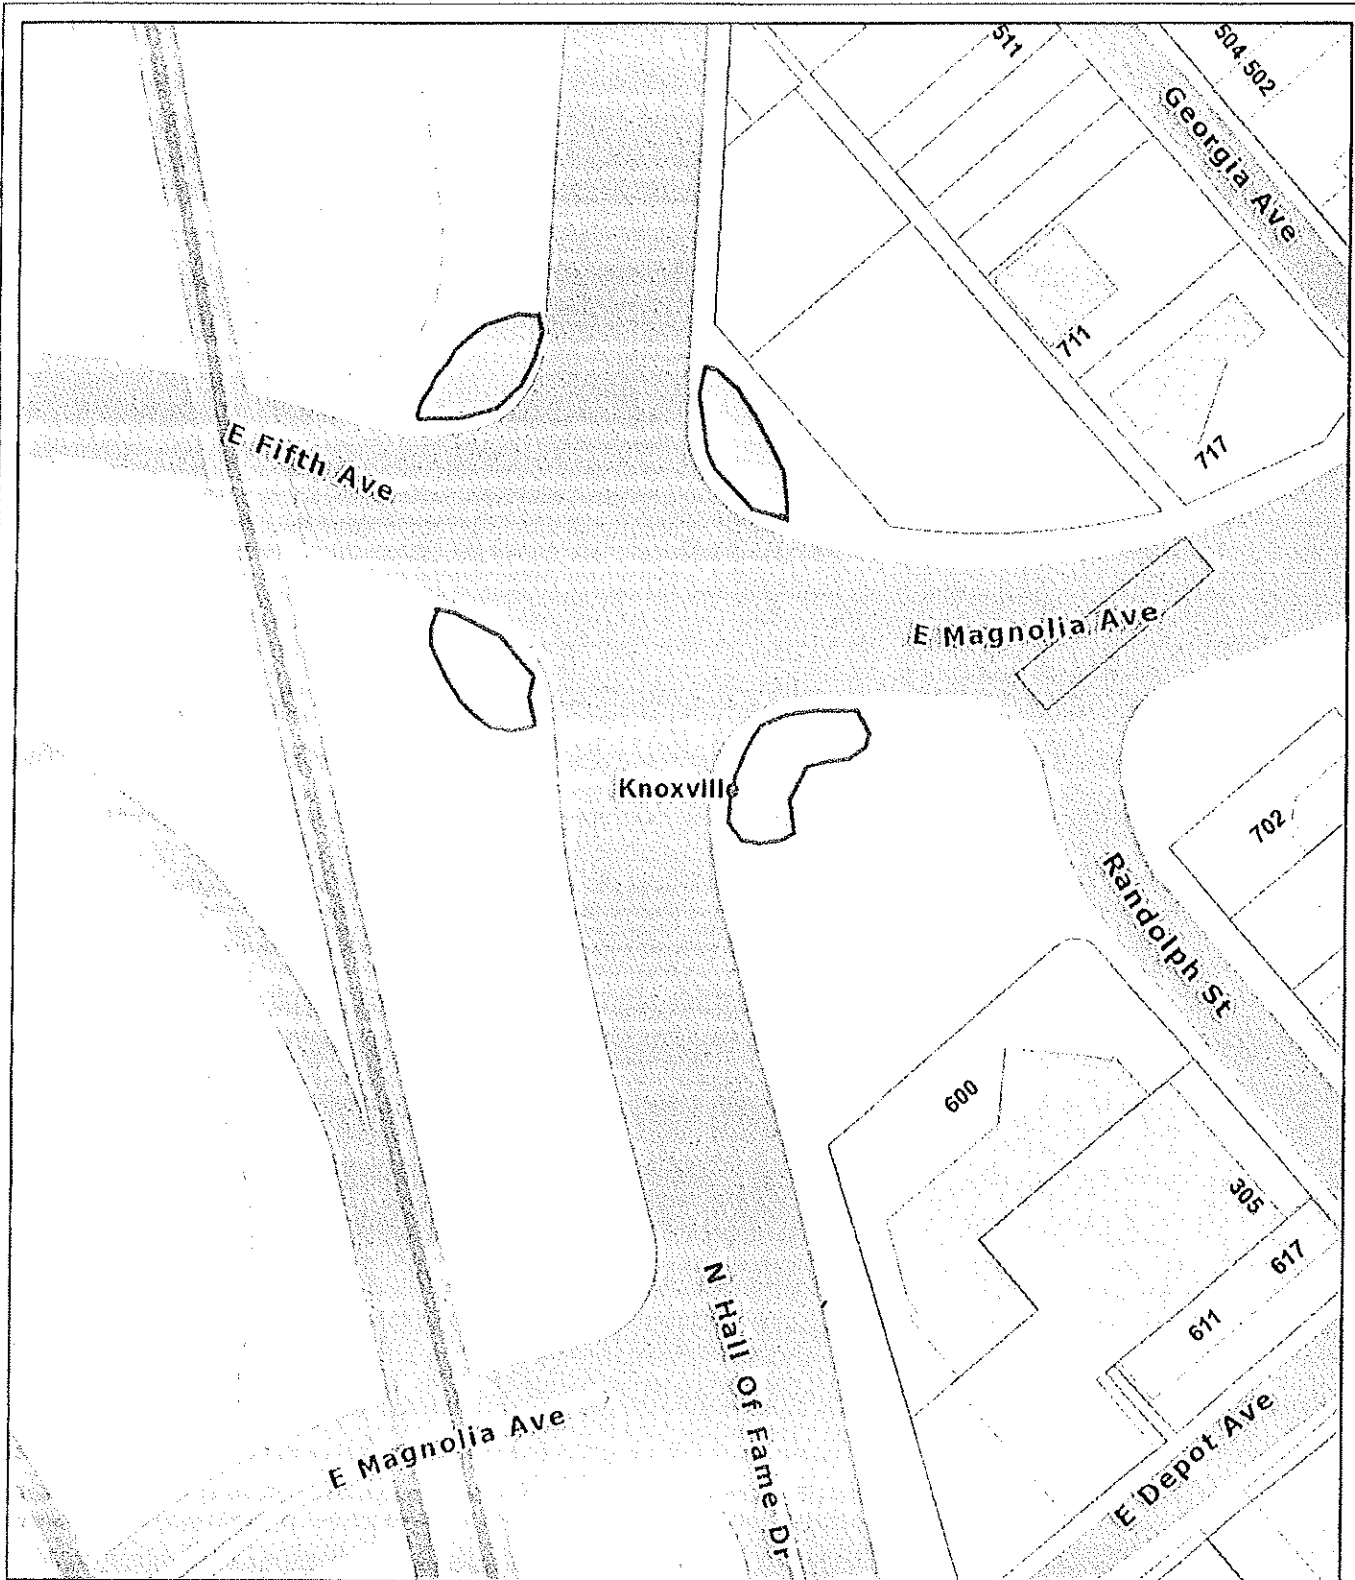 511
504 502
Georgia Ave
711
717
E Fifth Ave
E Magnolia Ave
Knoxville
702
Randolph St
600
305
617
611
N Hall Of Fame Dr
E Magnolia Ave
E Depot Ave